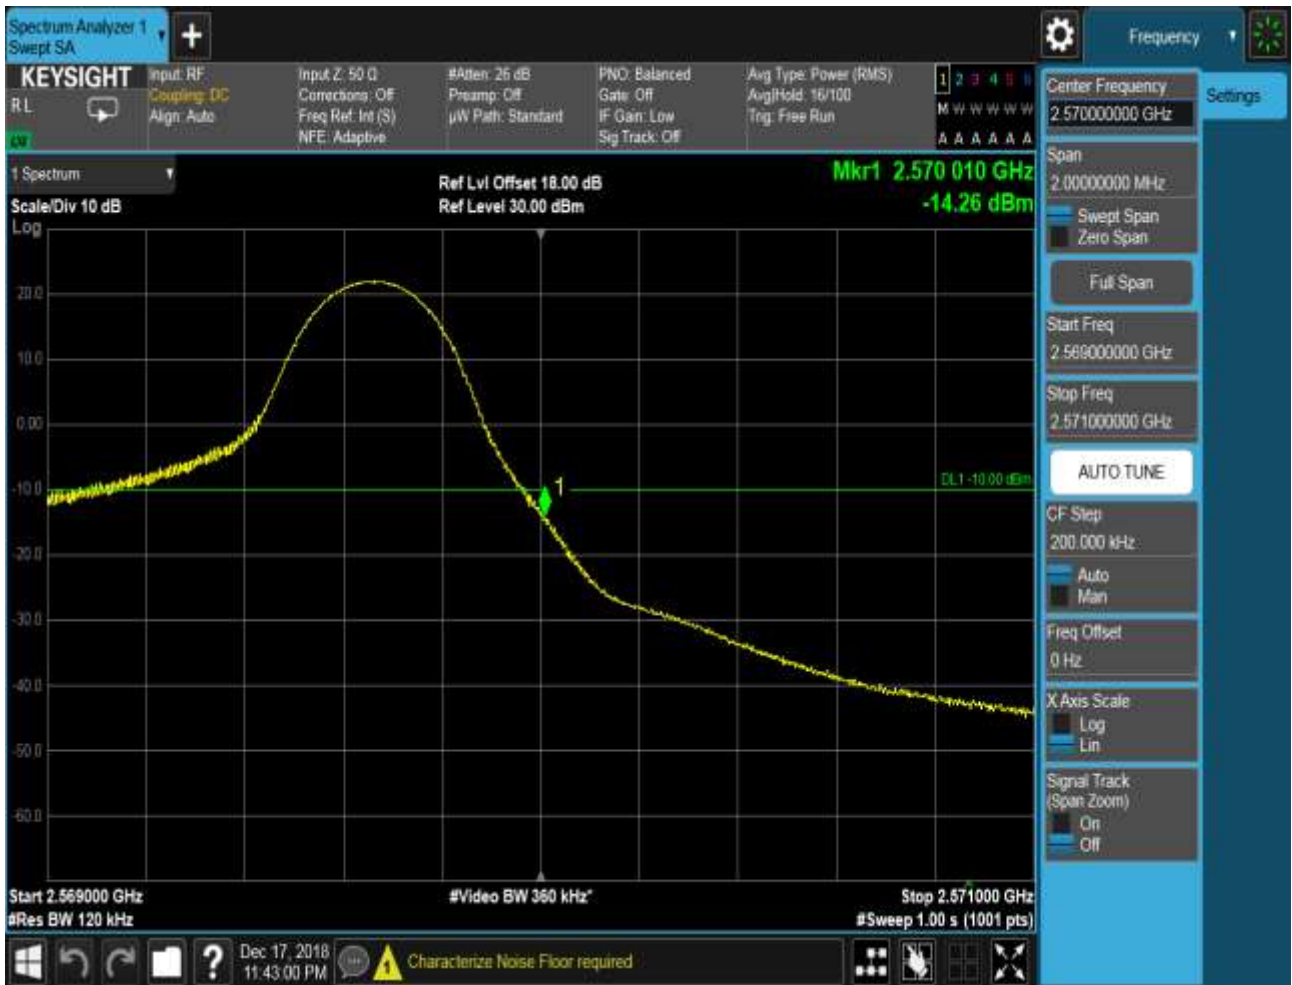 Spectrum Analyzer 1
Swept SA
Frequency
KEYSIGHT
R L
Input: RF
Coupling: DC
Align: Auto
Input Z: 50 Ω
Corrections: Off
Freq Ref: Int (S)
NFE: Adaptive
#Atten: 26 dB
Preamp: Off
µW Path: Standard
PNO: Balanced
Gate: Off
IF Gain: Low
Sig Track: Off
Avg Type: Power (RMS)
Avg|Hold: 16/100
Trig: Free Run
1 2 3 4 5 6
M W W W W W
A A A A A A
Center Frequency
2.570000000 GHz
Settings
Span
2.00000000 MHz
Swept Span
Zero Span
Full Span
Start Freq
2.569000000 GHz
Stop Freq
2.571000000 GHz
AUTO TUNE
CF Step
200.000 kHz
Auto
Man
Freq Offset
0 Hz
X Axis Scale
Log
Lin
Signal Track
(Span Zoom)
On
Off
1 Spectrum
Scale/Div 10 dB
Log
Ref Lvl Offset 18.00 dB
Ref Level 30.00 dBm
Mkr1 2.570 010 GHz
-14.26 dBm
20.0
10.0
0.00
-10.0
-20.0
-30.0
-40.0
-50.0
-60.0
1
DL1 -10.00 dBm
Start 2.569000 GHz
#Res BW 120 kHz
#Video BW 360 kHz*
Stop 2.571000 GHz
#Sweep 1.00 s (1001 pts)
?
Dec 17, 2018
11:43:00 PM
1
Characterize Noise Floor required